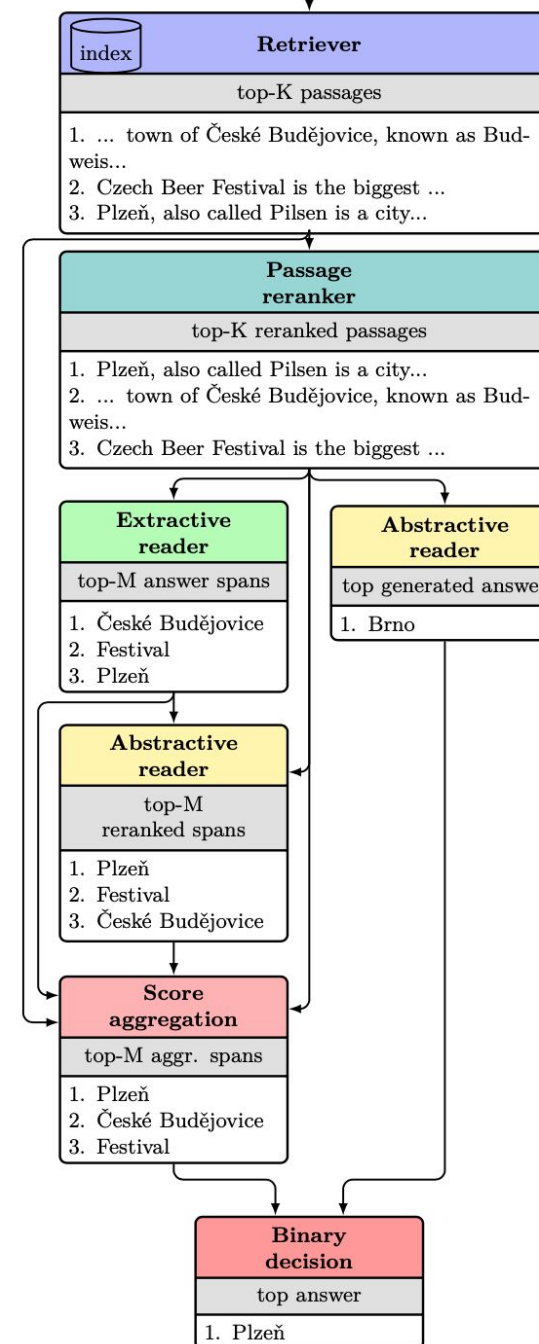 index
Retriever
top-K passages
1. ... town of České Budějovice, known as Bud-
weis...
2. Czech Beer Festival is the biggest ...
3. Plzeň, also called Pilsen is a city...
Passage
reranker
top-K reranked passages
1. Plzeň, also called Pilsen is a city...
2. ... town of České Budějovice, known as Bud-
weis...
3. Czech Beer Festival is the biggest ...
Extractive
reader
top-M answer spans
1. České Budějovice
2. Festival
3. Plzeň
Abstractive
reader
top generated answe
1. Brno
Abstractive
reader
top-M
reranked spans
1. Plzeň
2. Festival
3. České Budějovice
Score
aggregation
top-M aggr. spans
1. Plzeň
2. České Budějovice
3. Festival
Binary
decision
top answer
1. Plzeň